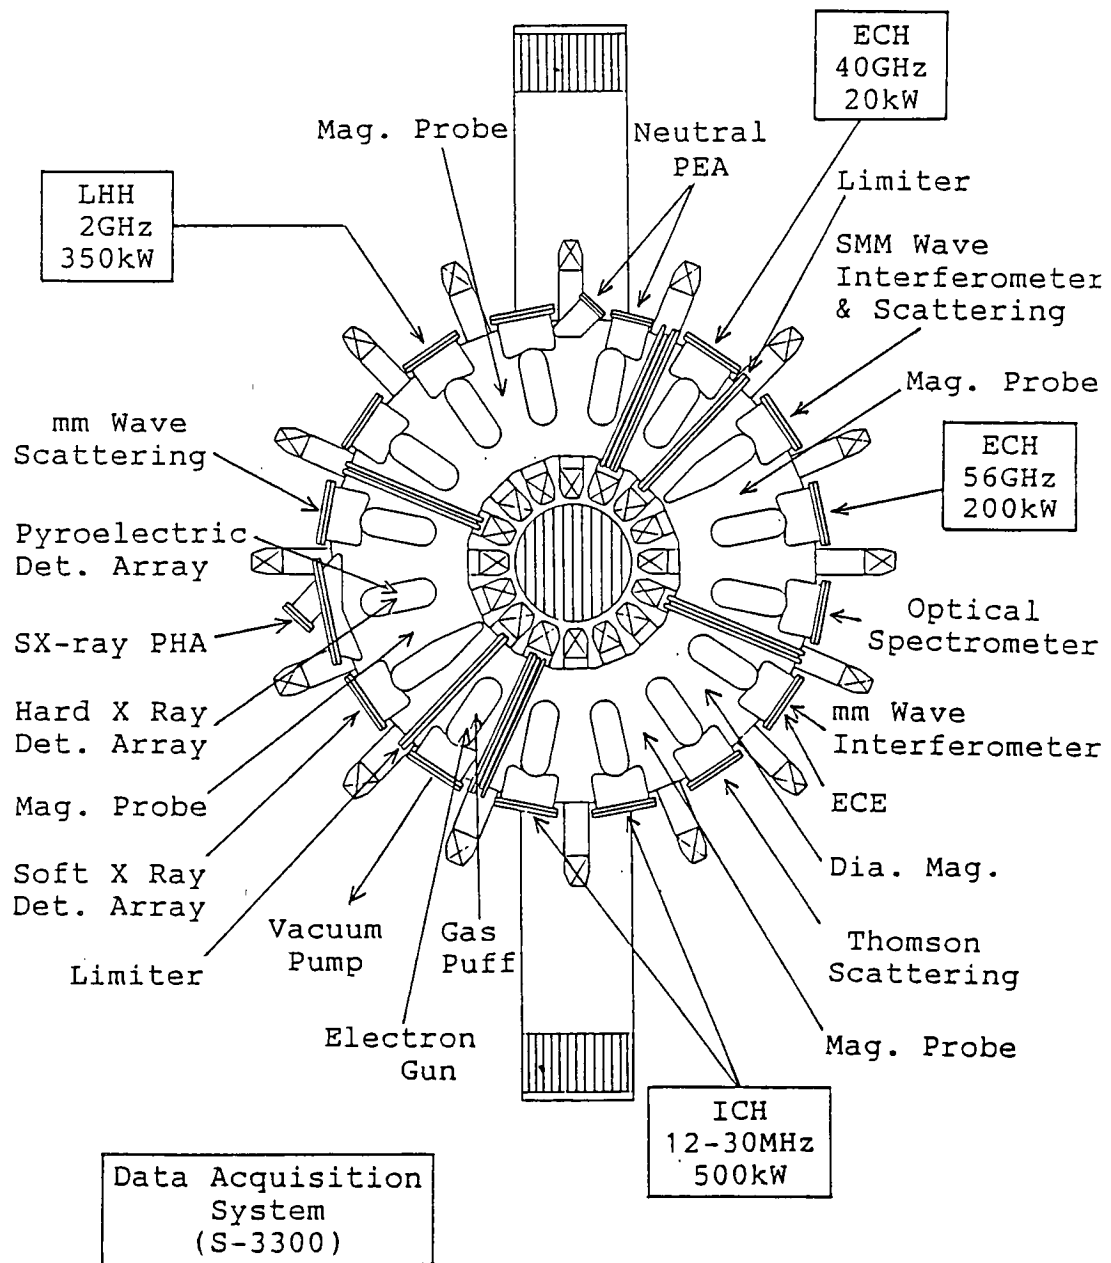 ECH
40GHz
20kW
Mag. Probe
Neutral
PEA
Limiter
LHH
2GHz
350kW
SMM Wave
Interferometer
& Scattering
Mag. Probe
mm Wave
Scattering
ECH
56GHz
200kW
Pyroelectric
Det. Array
Optical
Spectrometer
SX-ray PHA
Hard X Ray
Det. Array
mm Wave
Interferometer
Mag. Probe
ECE
Soft X Ray
Det. Array
Dia. Mag.
Vacuum
Pump
Gas
Puff
Thomson
Scattering
Limiter
Electron
Gun
Mag. Probe
ICH
12-30MHz
500kW
Data Acquisition
System
(S-3300)